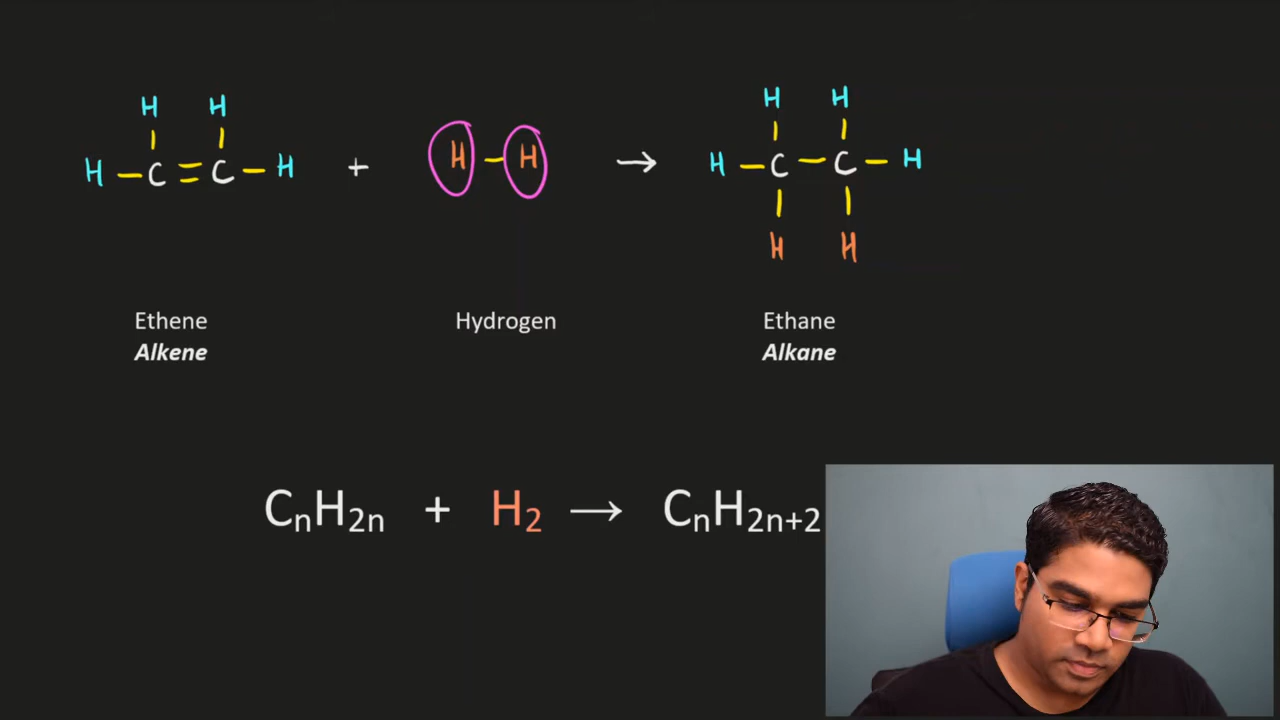 H H H H
H – C = C – H + H – H → H – C – C – H
H H
Ethene Hydrogen Ethane
Alkene Alkane
CₙH₂ₙ + H₂ → CₙH₂ₙ₊₂